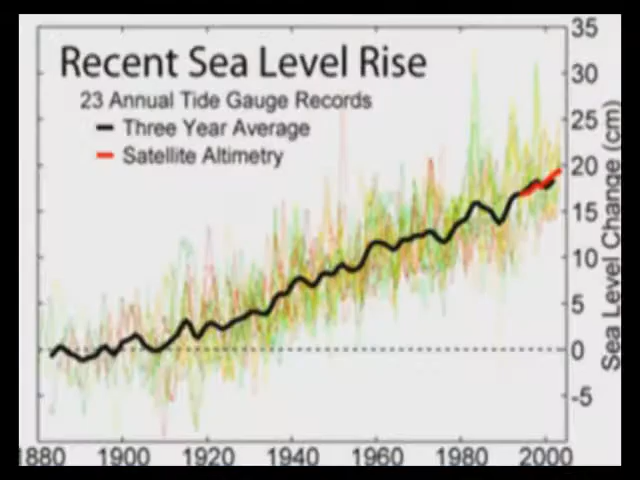 Recent Sea Level Rise
23 Annual Tide Gauge Records
Three Year Average
Satellite Altimetry
35
30
25
20
15
10
5
0
-5
Sea Level Change (cm)
1880 1900 1920 1940 1960 1980 2000